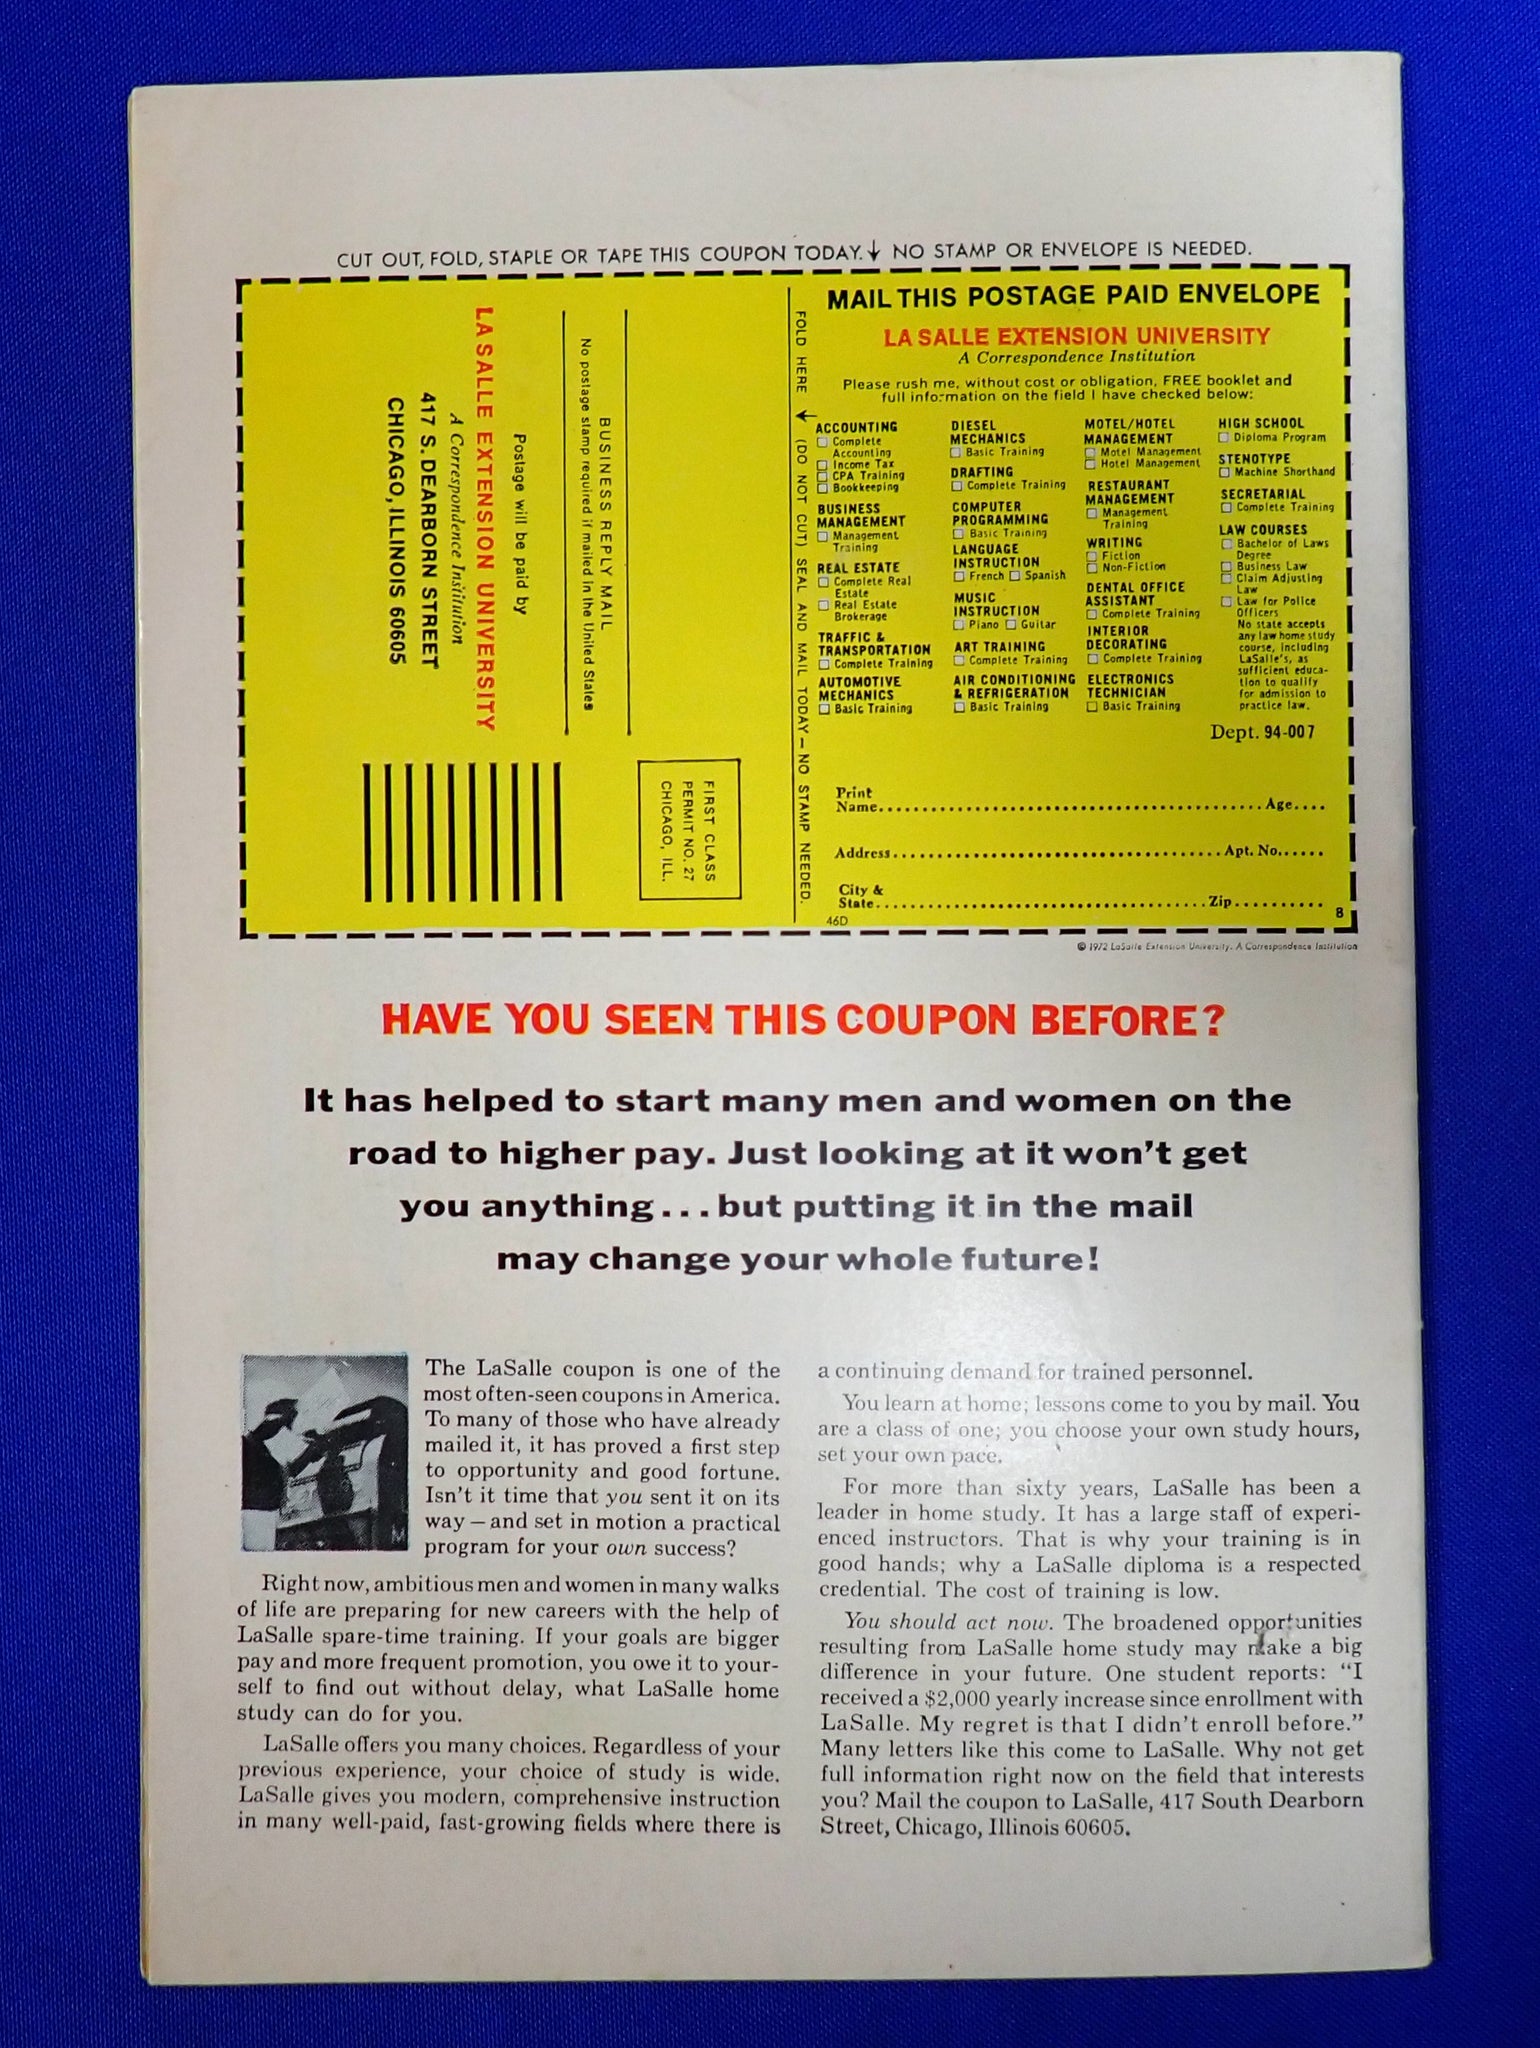 CUT OUT, FOLD, STAPLE OR TAPE THIS COUPON TODAY. ↓ NO STAMP OR ENVELOPE IS NEEDED.
BUSINESS REPLY MAIL
No postage stamp required if mailed in the United States
Postage will be paid by
LA SALLE EXTENSION UNIVERSITY
A Correspondence Institution
417 S. DEARBORN STREET
CHICAGO, ILLINOIS 60605
FIRST CLASS
PERMIT NO. 27
CHICAGO, ILL.
FOLD HERE ↓ (DO NOT CUT) SEAL AND MAIL TODAY — NO STAMP NEEDED.
MAIL THIS POSTAGE PAID ENVELOPE
LA SALLE EXTENSION UNIVERSITY
A Correspondence Institution
Please rush me, without cost or obligation, FREE booklet and
full information on the field I have checked below:
ACCOUNTING
Complete
Accounting
Income Tax
CPA Training
Bookkeeping
BUSINESS
MANAGEMENT
Management
Training
REAL ESTATE
Complete Real
Estate
Real Estate
Brokerage
TRAFFIC &
TRANSPORTATION
Complete Training
AUTOMOTIVE
MECHANICS
Basic Training
DIESEL
MECHANICS
Basic Training
DRAFTING
Complete Training
COMPUTER
PROGRAMMING
Basic Training
LANGUAGE
INSTRUCTION
French Spanish
MUSIC
INSTRUCTION
Piano Guitar
ART TRAINING
Complete Training
AIR CONDITIONING
& REFRIGERATION
Basic Training
MOTEL/HOTEL
MANAGEMENT
Motel Management
Hotel Management
RESTAURANT
MANAGEMENT
Management
Training
WRITING
Fiction
Non-Fiction
DENTAL OFFICE
ASSISTANT
Complete Training
INTERIOR
DECORATING
Complete Training
ELECTRONICS
TECHNICIAN
Basic Training
HIGH SCHOOL
Diploma Program
STENOTYPE
Machine Shorthand
SECRETARIAL
Complete Training
LAW COURSES
Bachelor of Laws
Degree
Business Law
Claim Adjusting
Law
Law for Police
Officers
No state accepts
any law home study
course, including
LaSalle's, as
sufficient educa-
tion to qualify
for admission to
practice law.
Dept. 94-007
Print
Name.......... Age....
Address.......... Apt. No......
City &
State.......... Zip..........
46D
B
© 1972 LaSalle Extension University. A Correspondence Institution
HAVE YOU SEEN THIS COUPON BEFORE?
It has helped to start many men and women on the
road to higher pay. Just looking at it won't get
you anything...but putting it in the mail
may change your whole future!
The LaSalle coupon is one of the
most often-seen coupons in America.
To many of those who have already
mailed it, it has proved a first step
to opportunity and good fortune.
Isn't it time that you sent it on its
way — and set in motion a practical
program for your own success?
Right now, ambitious men and women in many walks
of life are preparing for new careers with the help of
LaSalle spare-time training. If your goals are bigger
pay and more frequent promotion, you owe it to your-
self to find out without delay, what LaSalle home
study can do for you.
LaSalle offers you many choices. Regardless of your
previous experience, your choice of study is wide.
LaSalle gives you modern, comprehensive instruction
in many well-paid, fast-growing fields where there is
a continuing demand for trained personnel.
You learn at home; lessons come to you by mail. You
are a class of one; you choose your own study hours,
set your own pace.
For more than sixty years, LaSalle has been a
leader in home study. It has a large staff of experi-
enced instructors. That is why your training is in
good hands; why a LaSalle diploma is a respected
credential. The cost of training is low.
You should act now. The broadened opportunities
resulting from LaSalle home study may make a big
difference in your future. One student reports: “I
received a $2,000 yearly increase since enrollment with
LaSalle. My regret is that I didn't enroll before.”
Many letters like this come to LaSalle. Why not get
full information right now on the field that interests
you? Mail the coupon to LaSalle, 417 South Dearborn
Street, Chicago, Illinois 60605.